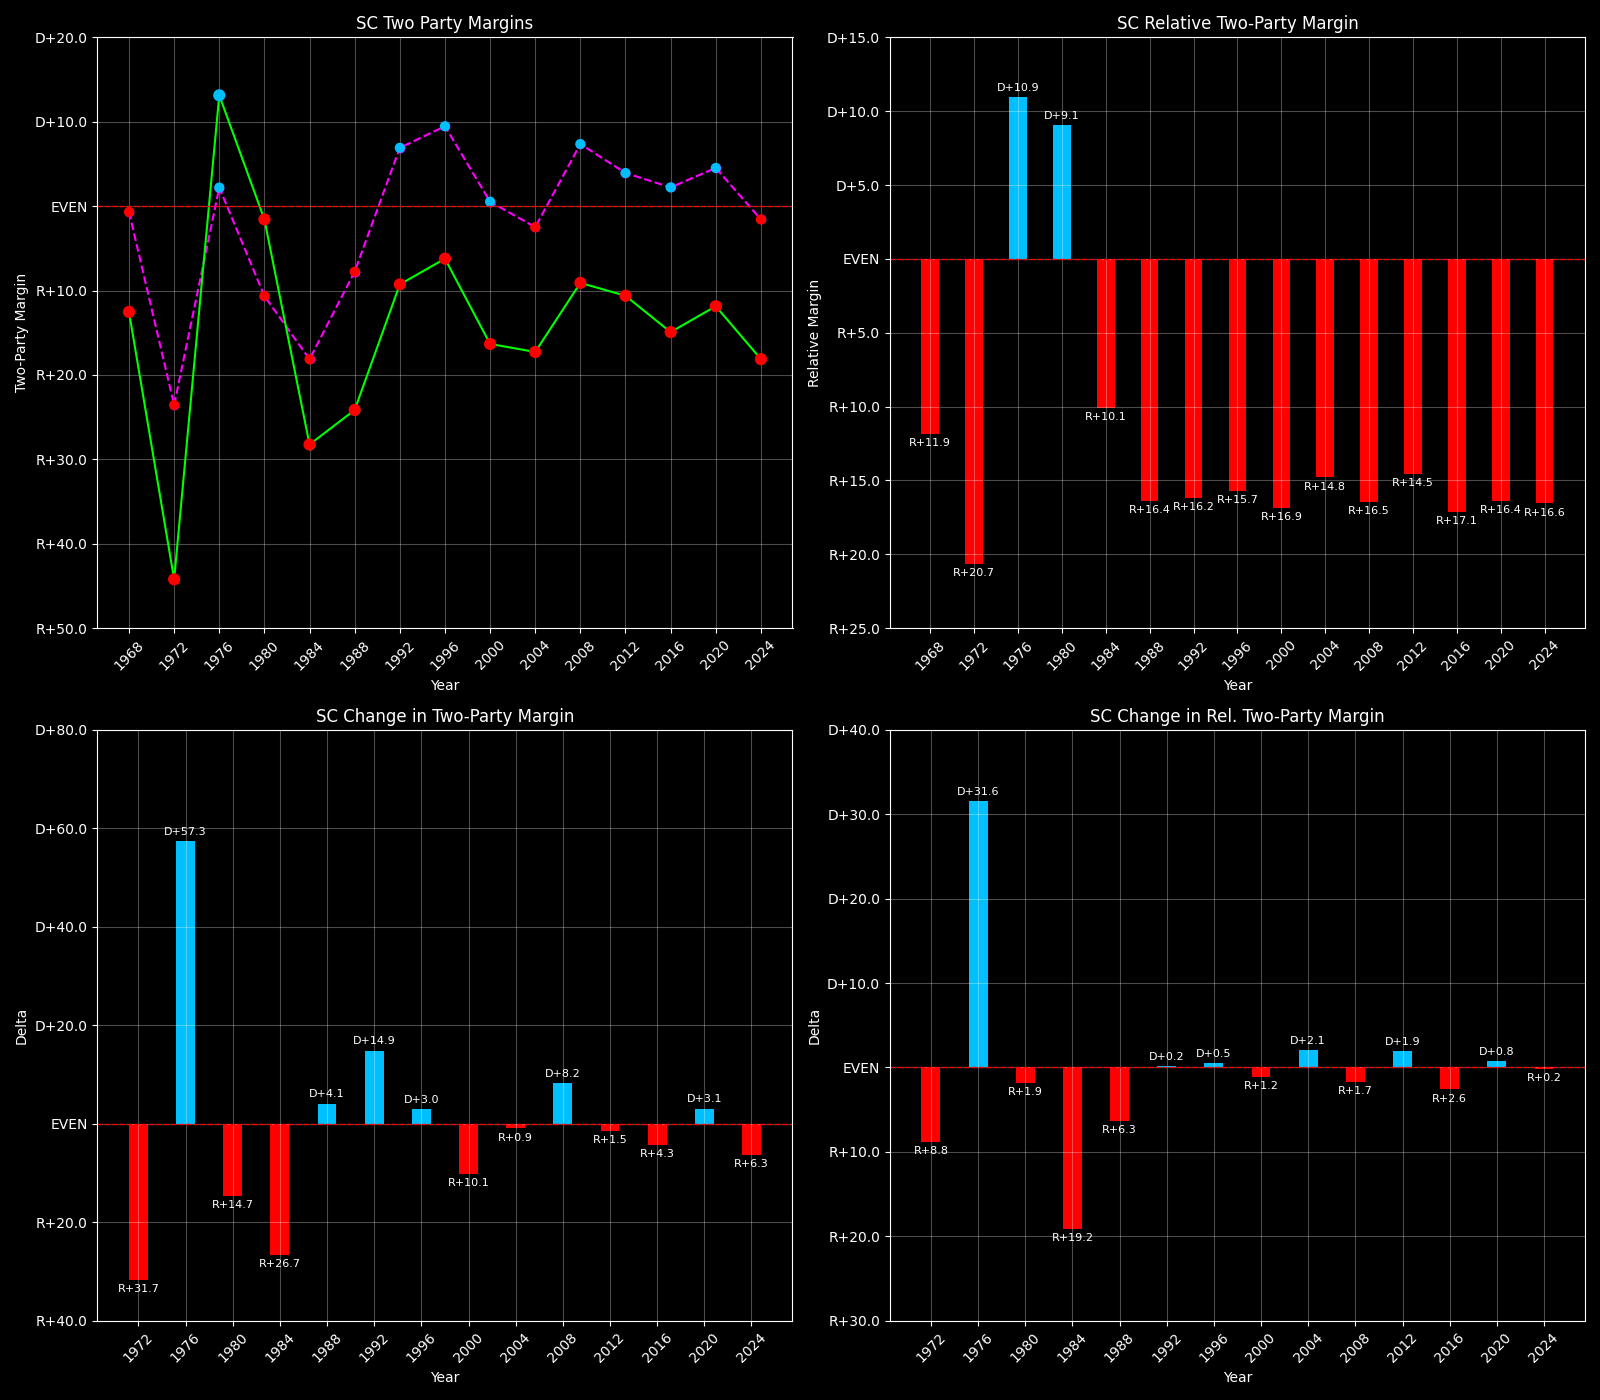 SC Two Party Margins
D+20.0
D+10.0
EVEN
R+10.0
R+20.0
R+30.0
R+40.0
R+50.0
Two-Party Margin
1968 1972 1976 1980 1984 1988 1992 1996 2000 2004 2008 2012 2016 2020 2024
Year
SC Relative Two-Party Margin
D+15.0
D+10.0
D+5.0
EVEN
R+5.0
R+10.0
R+15.0
R+20.0
R+25.0
Relative Margin
R+11.9 R+20.7 D+10.9 D+9.1 R+10.1 R+16.4 R+16.2 R+15.7 R+16.9 R+14.8 R+16.5 R+14.5 R+17.1 R+16.4 R+16.6
1968 1972 1976 1980 1984 1988 1992 1996 2000 2004 2008 2012 2016 2020 2024
Year
SC Change in Two-Party Margin
D+80.0
D+60.0
D+40.0
D+20.0
EVEN
R+20.0
R+40.0
Delta
R+31.7 D+57.3 R+14.7 R+26.7 D+4.1 D+14.9 D+3.0 R+10.1 R+0.9 D+8.2 R+1.5 R+4.3 D+3.1 R+6.3
1972 1976 1980 1984 1988 1992 1996 2000 2004 2008 2012 2016 2020 2024
Year
SC Change in Rel. Two-Party Margin
D+40.0
D+30.0
D+20.0
D+10.0
EVEN
R+10.0
R+20.0
R+30.0
Delta
R+8.8 D+31.6 R+1.9 R+19.2 R+6.3 D+0.2 D+0.5 R+1.2 D+2.1 R+1.7 D+1.9 R+2.6 D+0.8 R+0.2
1972 1976 1980 1984 1988 1992 1996 2000 2004 2008 2012 2016 2020 2024
Year